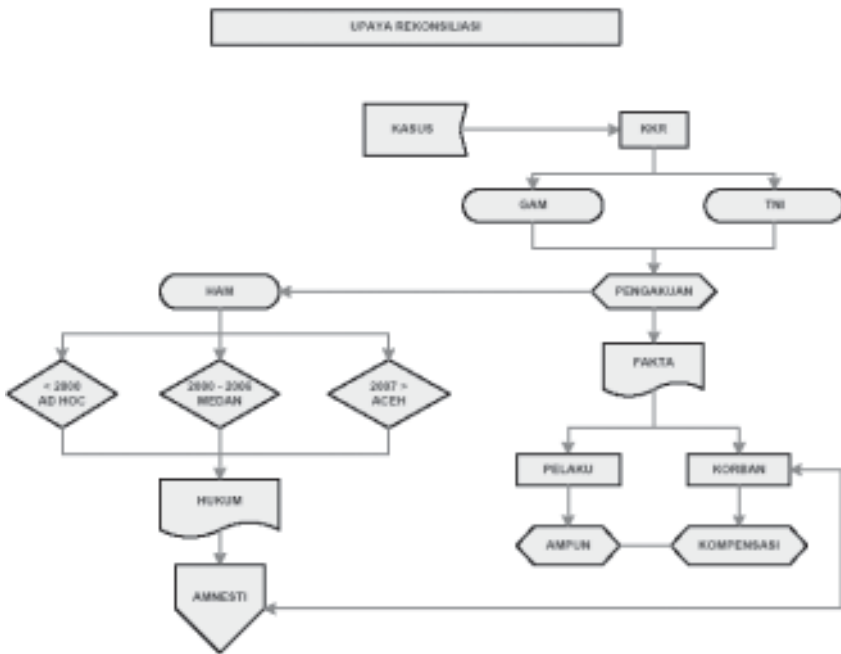 UPAYA REKONSILIASI
KASUS
KKR
GAM
TNI
HAM
PENGAKUAN
< 2000
AD HOC
2000 - 2006
MEDAN
2007 >
ACEH
FAKTA
PELAKU
KORBAN
HUKUM
AMPUN
KOMPENSASI
AMNESTI